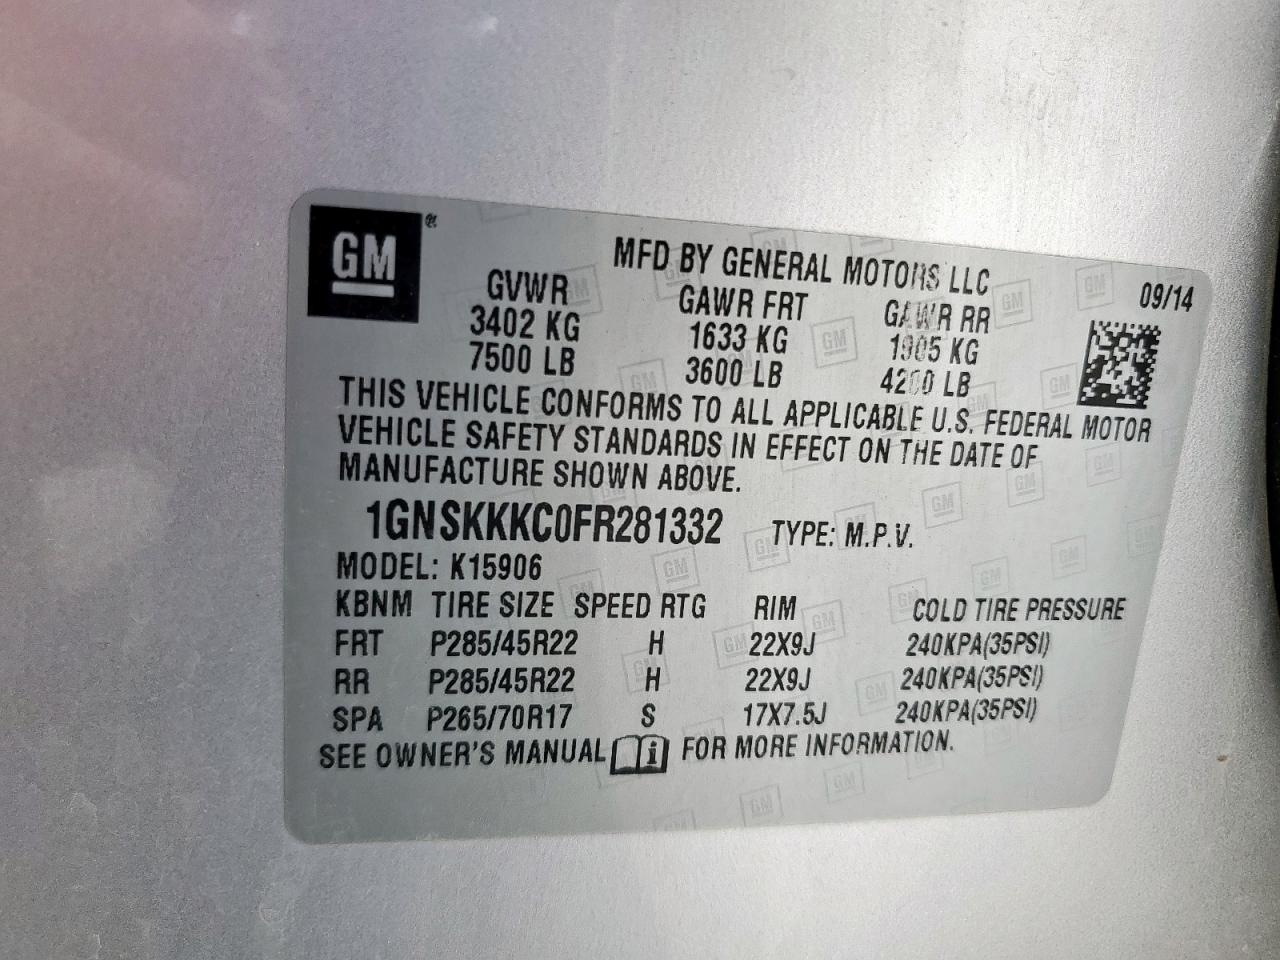 GM ®
MFD BY GENERAL MOTORS LLC
09/14
GVWR GAWR FRT GAWR RR
3402 KG 1633 KG 1905 KG
7500 LB 3600 LB 4200 LB
THIS VEHICLE CONFORMS TO ALL APPLICABLE U.S. FEDERAL MOTOR
VEHICLE SAFETY STANDARDS IN EFFECT ON THE DATE OF
MANUFACTURE SHOWN ABOVE.
1GNSKKKC0FR281332 TYPE: M.P.V.
MODEL: K15906
KBNM TIRE SIZE SPEED RTG RIM COLD TIRE PRESSURE
FRT P285/45R22 H 22X9J 240KPA(35PSI)
RR P285/45R22 H 22X9J 240KPA(35PSI)
SPA P265/70R17 S 17X7.5J 240KPA(35PSI)
SEE OWNER'S MANUAL i FOR MORE INFORMATION.